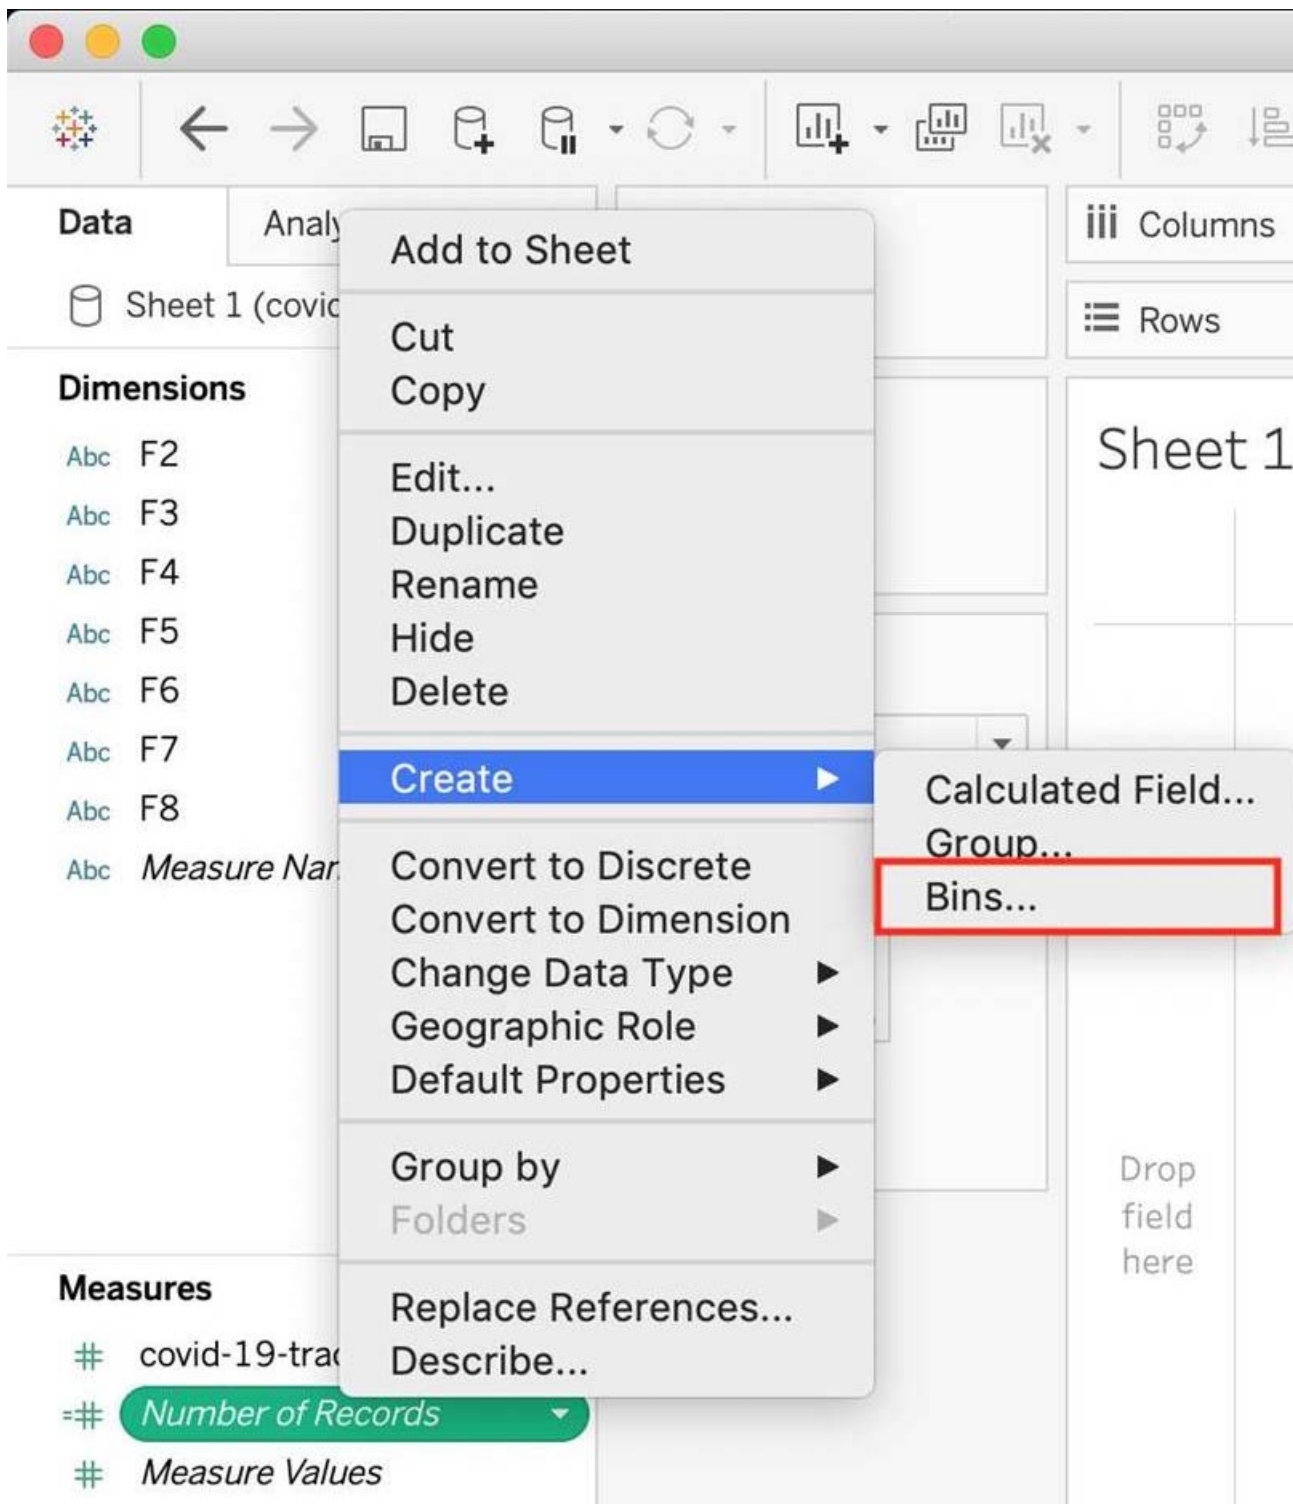 Data
Analy
Sheet 1 (covid
Dimensions
Abc F2
Abc F3
Abc F4
Abc F5
Abc F6
Abc F7
Abc F8
Abc Measure Nam
Add to Sheet
Cut
Copy
Edit...
Duplicate
Rename
Hide
Delete
Create
Convert to Discrete
Convert to Dimension
Change Data Type
Geographic Role
Default Properties
Group by
Folders
Replace References...
Describe...
Calculated Field...
Group...
Bins...
Columns
Rows
Sheet 1
Drop
field
here
Measures
# covid-19-trac
=# Number of Records
# Measure Values